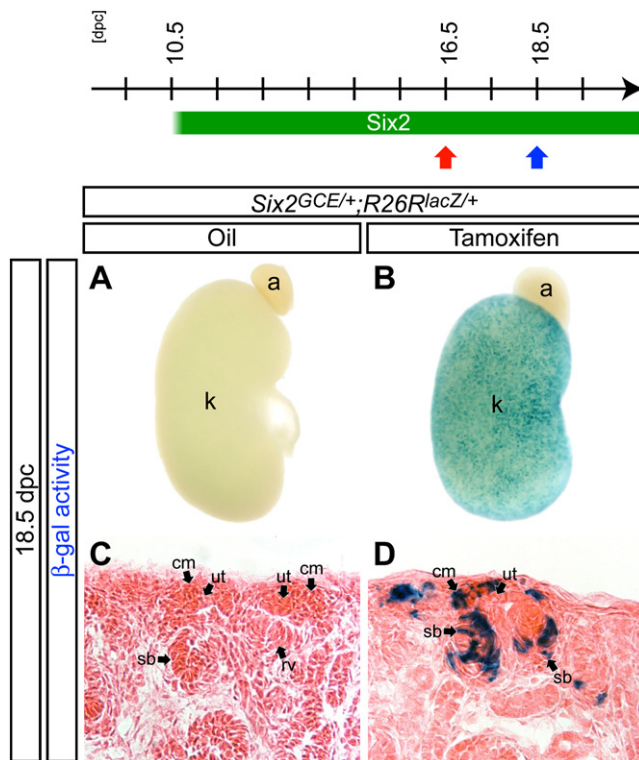 [dpc]
10.5
16.5
18.5
Six2
Six2GCE/+;R26RlacZ/+
Oil
Tamoxifen
18.5 dpc
β-gal activity
A
a
k
B
a
k
C
cm
ut
ut
cm
sb
rv
D
cm
ut
sb
sb